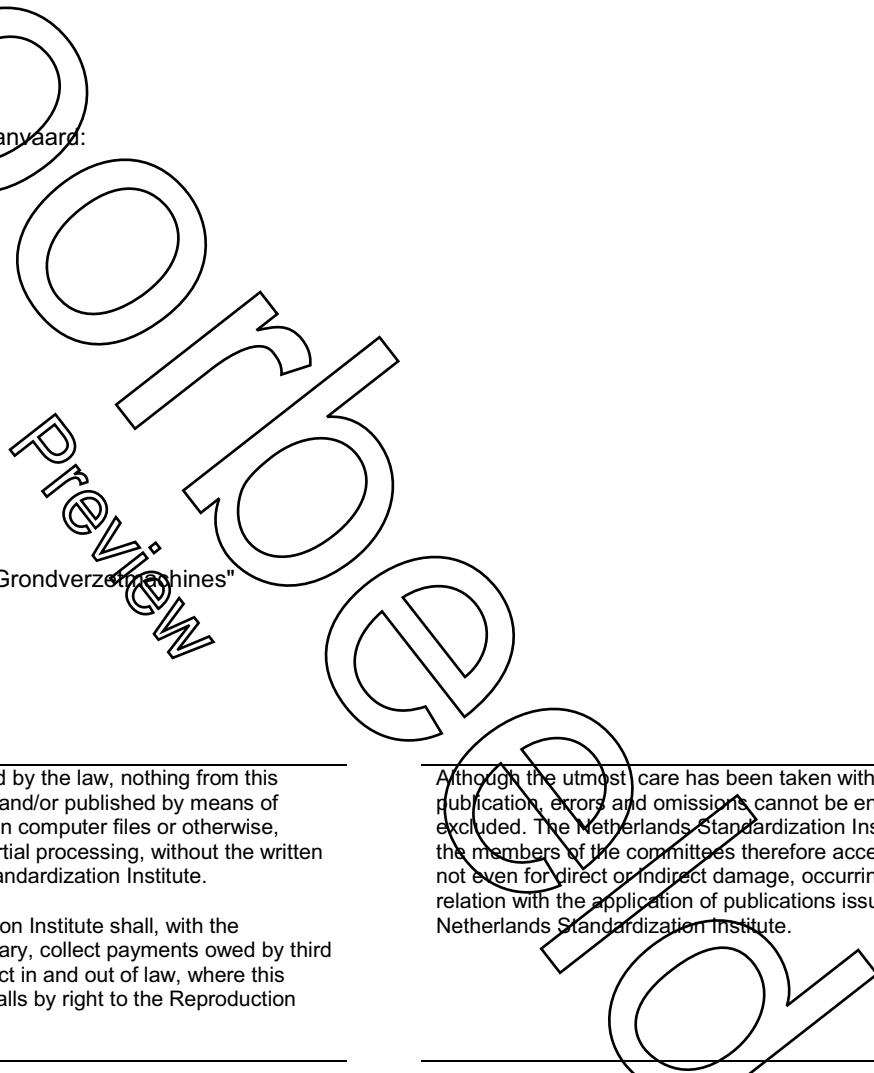 anvaard:
Preview
Grondverzetmachines"
d by the law, nothing from this
and/or published by means of
n computer files or otherwise,
rtial processing, without the written
andardization Institute.
on Institute shall, with the
ary, collect payments owed by third
ct in and out of law, where this
alls by right to the Reproduction
Although the utmost care has been taken with
publication, errors and omissions cannot be en
excluded. The Netherlands Standardization Ins
the members of the committees therefore acce
not even for direct or indirect damage, occurrin
relation with the application of publications issu
Netherlands Standardization Institute.
oorbeeld